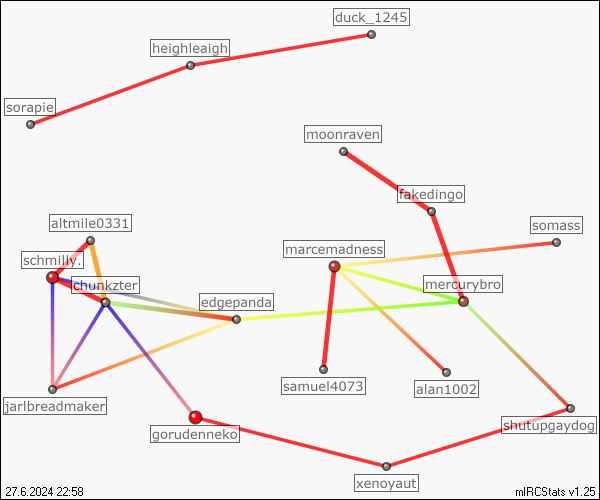 duck_1245
heighleaigh
sorapie
moonraven
fakedingo
altmile0331
somass
marcemadness
schmilly.
chunkzter
mercurybro
edgepanda
samuel4073
alan1002
jarlbreadmaker
shutupgaydog
gorudenneko
xenoyaut
27.6.2024 22:58
mIRCStats v1.25